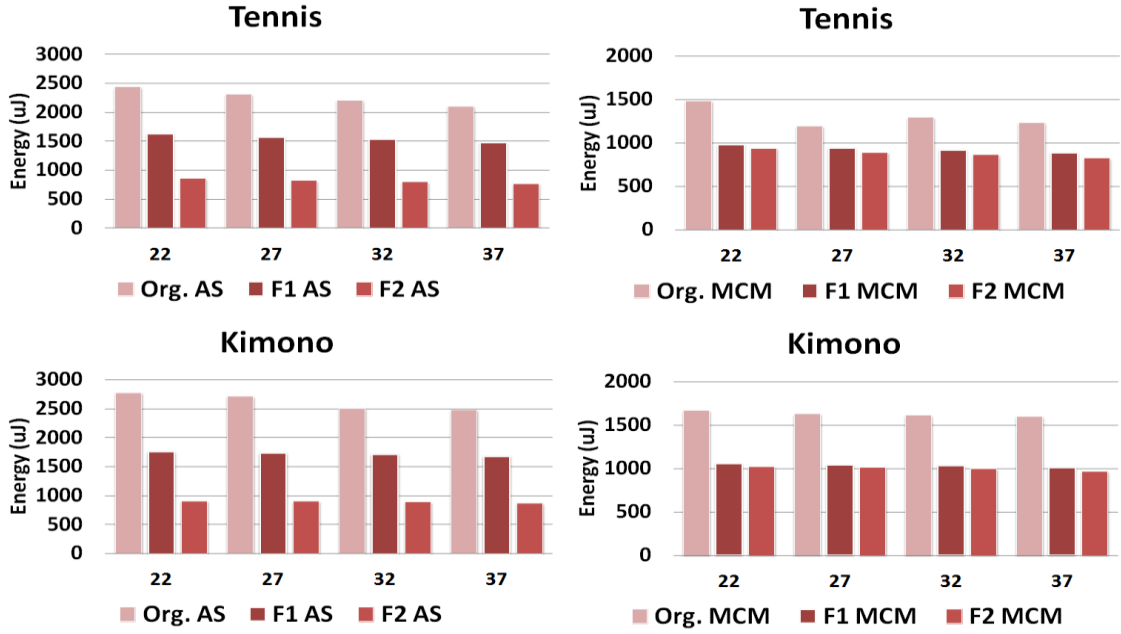 Tennis
Energy (uJ)
3000
2500
2000
1500
1000
500
0
22 27 32 37
Org. AS F1 AS F2 AS
Tennis
Energy (uJ)
2000
1500
1000
500
0
22 27 32 37
Org. MCM F1 MCM F2 MCM
Kimono
Energy (uJ)
3000
2500
2000
1500
1000
500
0
22 27 32 37
Org. AS F1 AS F2 AS
Kimono
Energy (uJ)
2000
1500
1000
500
0
22 27 32 37
Org. MCM F1 MCM F2 MCM